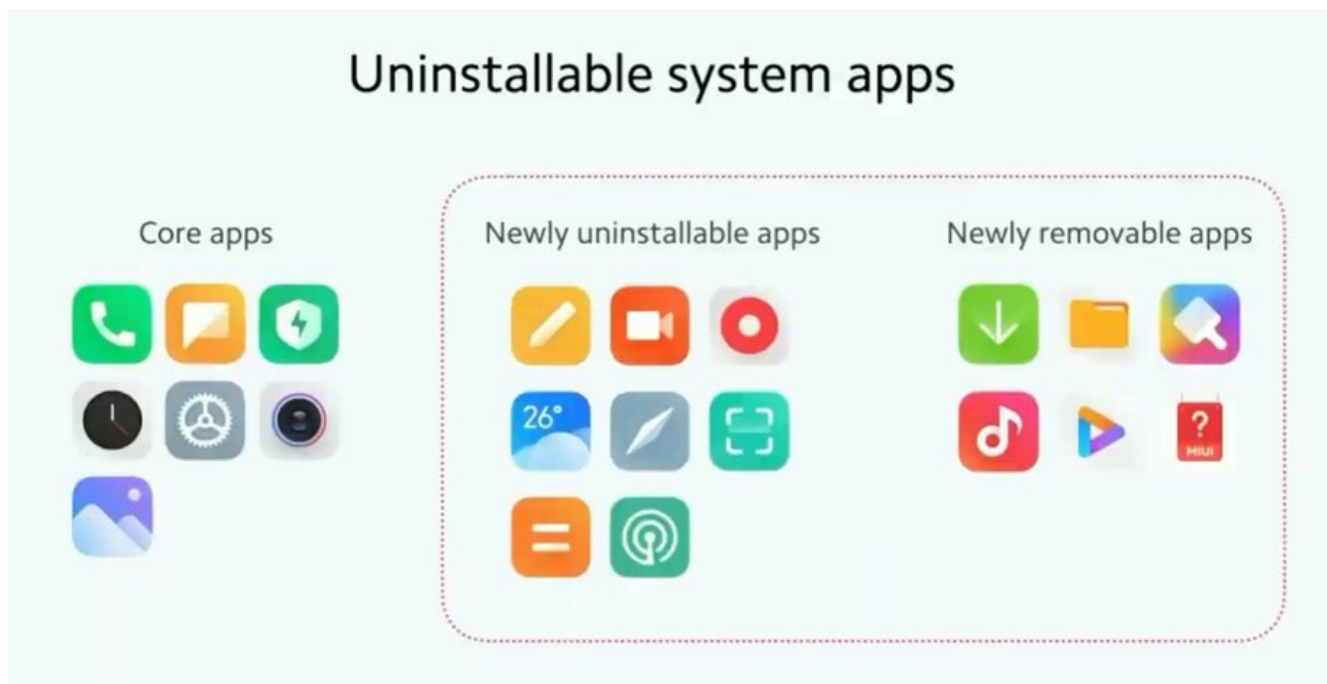 Uninstallable system apps
Core apps
Newly uninstallable apps
Newly removable apps
26°
?
MIUI